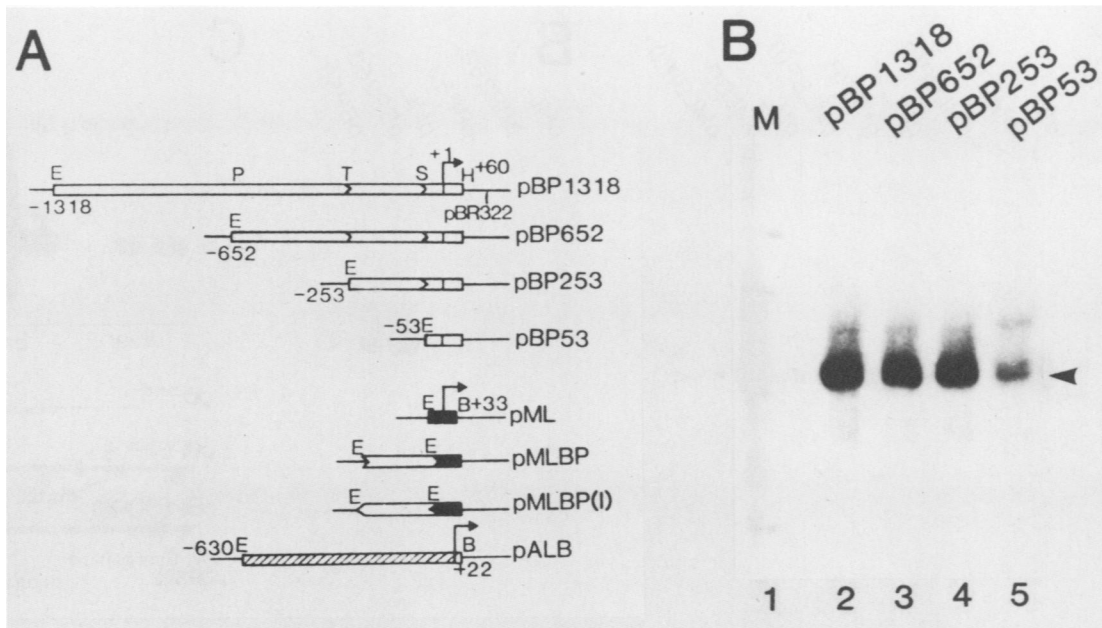 A
E P T S +1 H +60
-1318 pBP1318
pBR322
E
-652 pBP652
E
-253 pBP253
-53E pBP53
E B+33
pML
E E
pMLBP
E E
pMLBP(I)
-630E B
+22 pALB
B
M pBP1318 pBP652 pBP253 pBP53
1 2 3 4 5